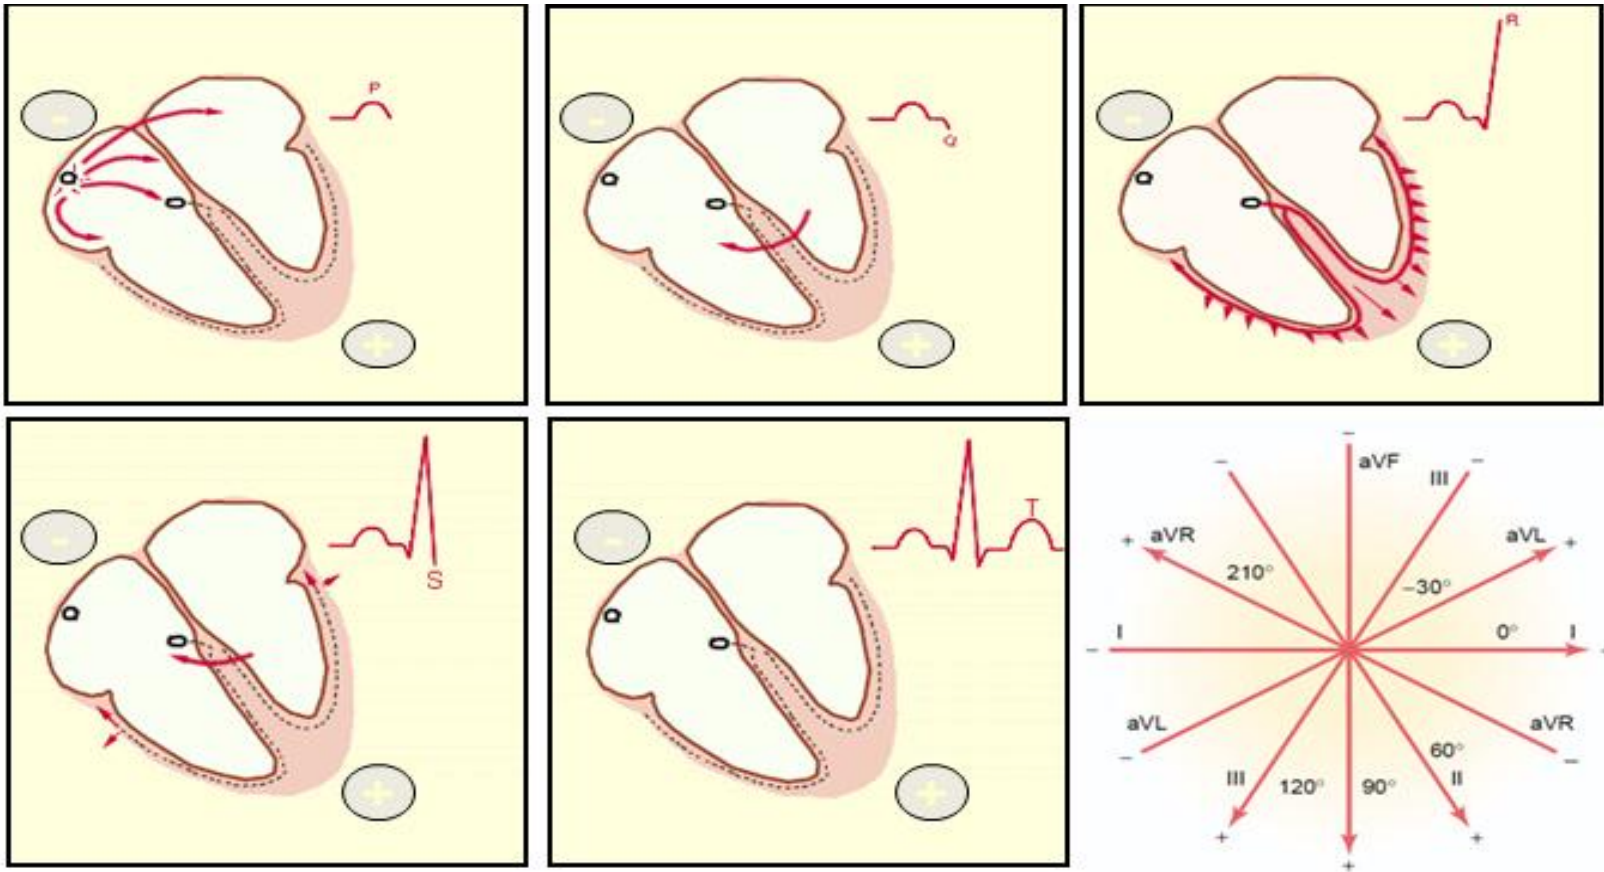 -
P
+
-
Q
+
-
R
+
-
S
+
-
T
+
-
- aVF
III -
+ aVR
aVL +
210°
-30°
- I
0° I
aVL
-
aVR
-
60°
III 120° 90° II
+
+
+